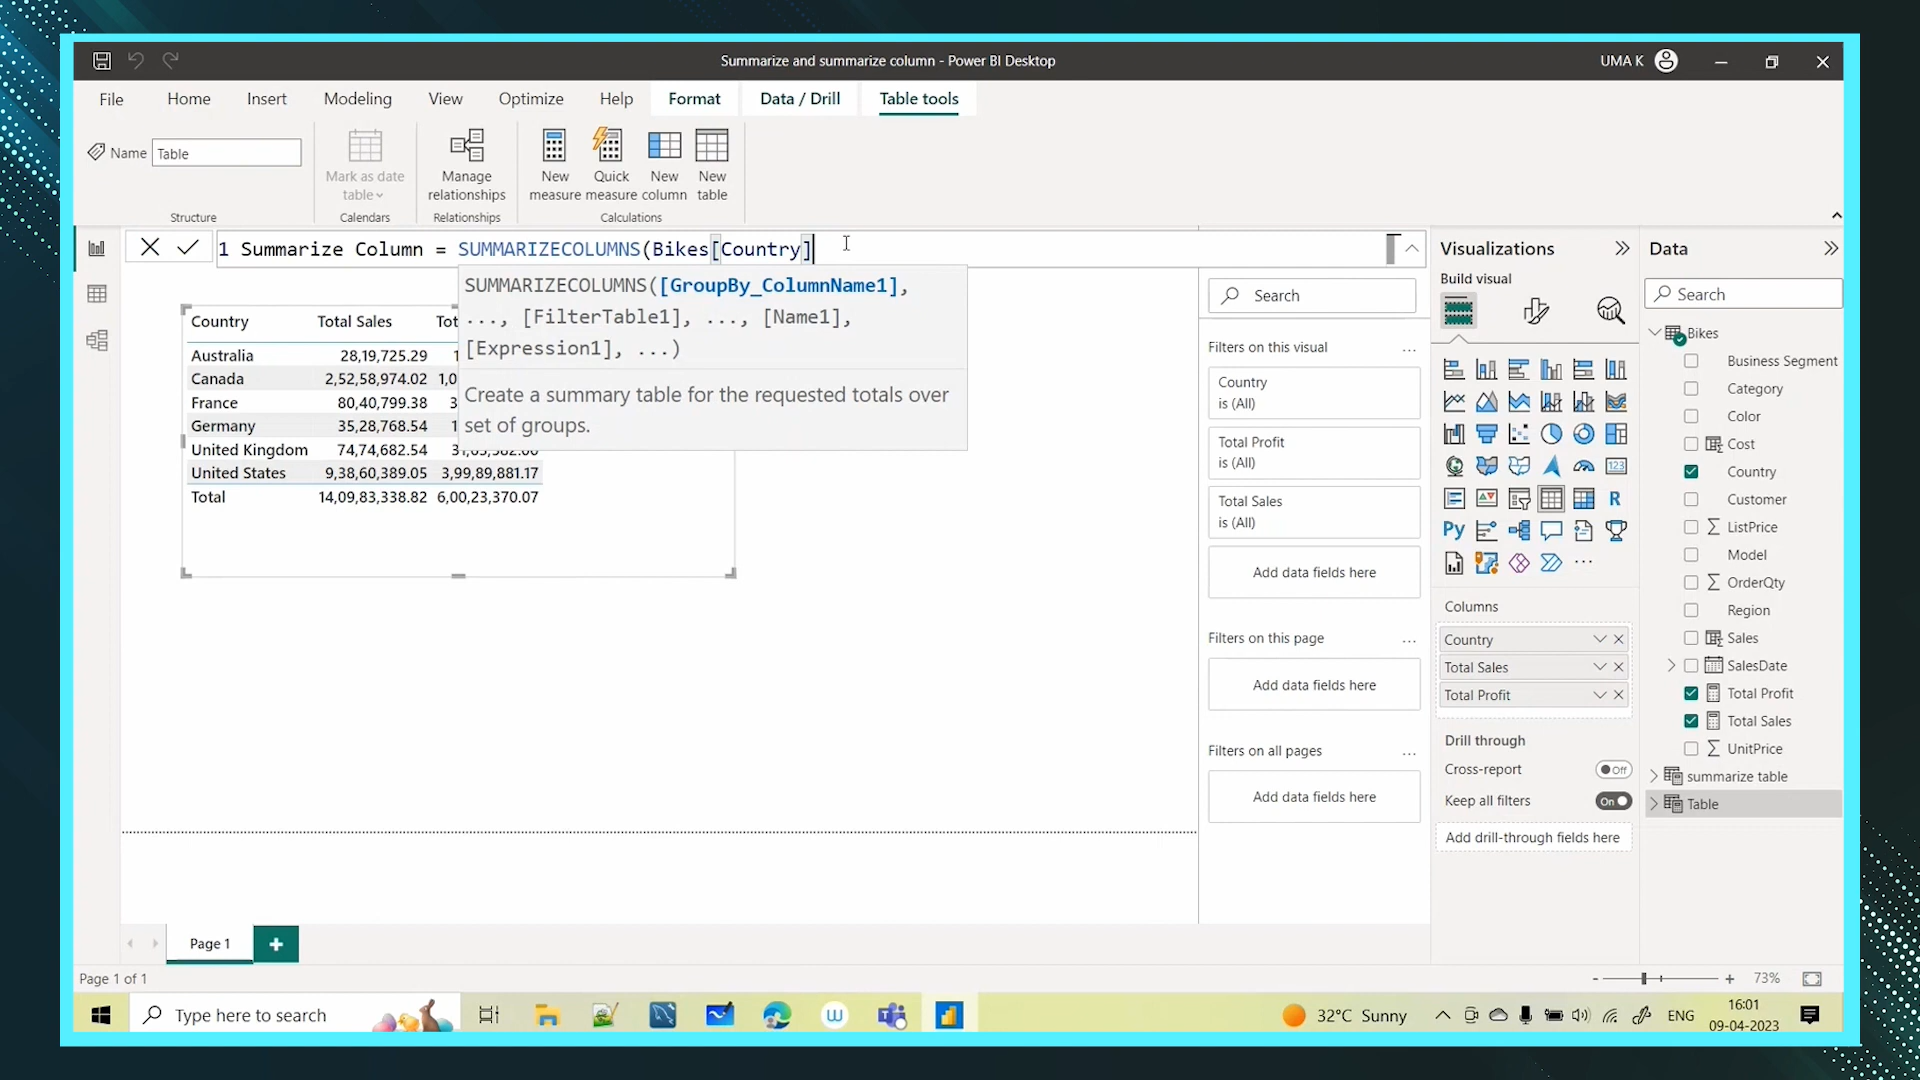 Summarize and summarize column - Power BI Desktop
UMA K
File
Home
Insert
Modeling
View
Optimize
Help
Format
Data / Drill
Table tools
Name
Table
Mark as date
table
Manage
relationships
New
measure
Quick
measure
New
column
New
table
Structure
Calendars
Relationships
Calculations
1 Summarize Column = SUMMARIZECOLUMNS(Bikes[Country]
SUMMARIZECOLUMNS([GroupBy_ColumnName1],
..., [FilterTable1], ..., [Name1],
[Expression1], ...)
Create a summary table for the requested totals over
set of groups.
Country Total Sales
Australia 28,19,725.29
Canada 2,52,58,974.02
France 80,40,799.38
Germany 35,28,768.54
United Kingdom 74,74,682.54
United States 9,38,60,389.05 3,99,89,881.17
Total 14,09,83,338.82 6,00,23,370.07
Search
Filters on this visual
...
Country
is (All)
Total Profit
is (All)
Total Sales
is (All)
Add data fields here
Filters on this page
...
Add data fields here
Filters on all pages
...
Add data fields here
Visualizations
Build visual
123
R
Py
...
Columns
Country
Total Sales
Total Profit
Drill through
Cross-report
Off
Keep all filters
On
Add drill-through fields here
Data
Search
Bikes
Business Segment
Category
Color
Cost
Country
Customer
ListPrice
Model
OrderQty
Region
Sales
SalesDate
Total Profit
Total Sales
UnitPrice
summarize table
Table
Page 1
Page 1 of 1
73%
Type here to search
32°C Sunny
ENG
16:01
09-04-2023